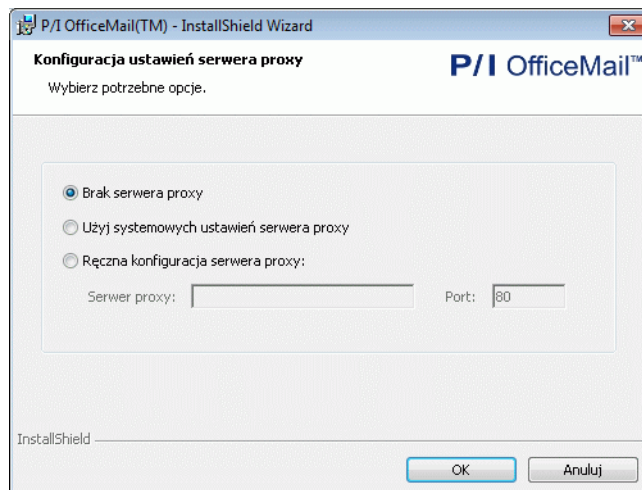 P/I OfficeMail(TM) - InstallShield Wizard
Konfiguracja ustawień serwera proxy
Wybierz potrzebne opcje.
P/I OfficeMail™
Brak serwera proxy
Użyj systemowych ustawień serwera proxy
Ręczna konfiguracja serwera proxy:
Serwer proxy: Port: 80
InstallShield
OK Anuluj